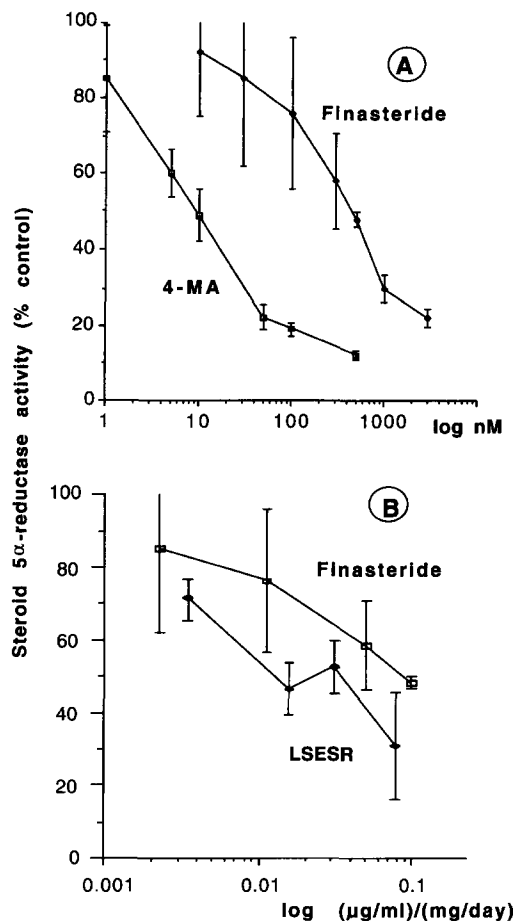 Steroid 5α-reductase activity (% control)
100
80
60
40
20
0
A
Finasteride
4-MA
1
10
100
1000
log nM
100
80
60
40
20
0
B
Finasteride
LSESR
0.001
0.01
0.1
log (µg/ml)/(mg/day)